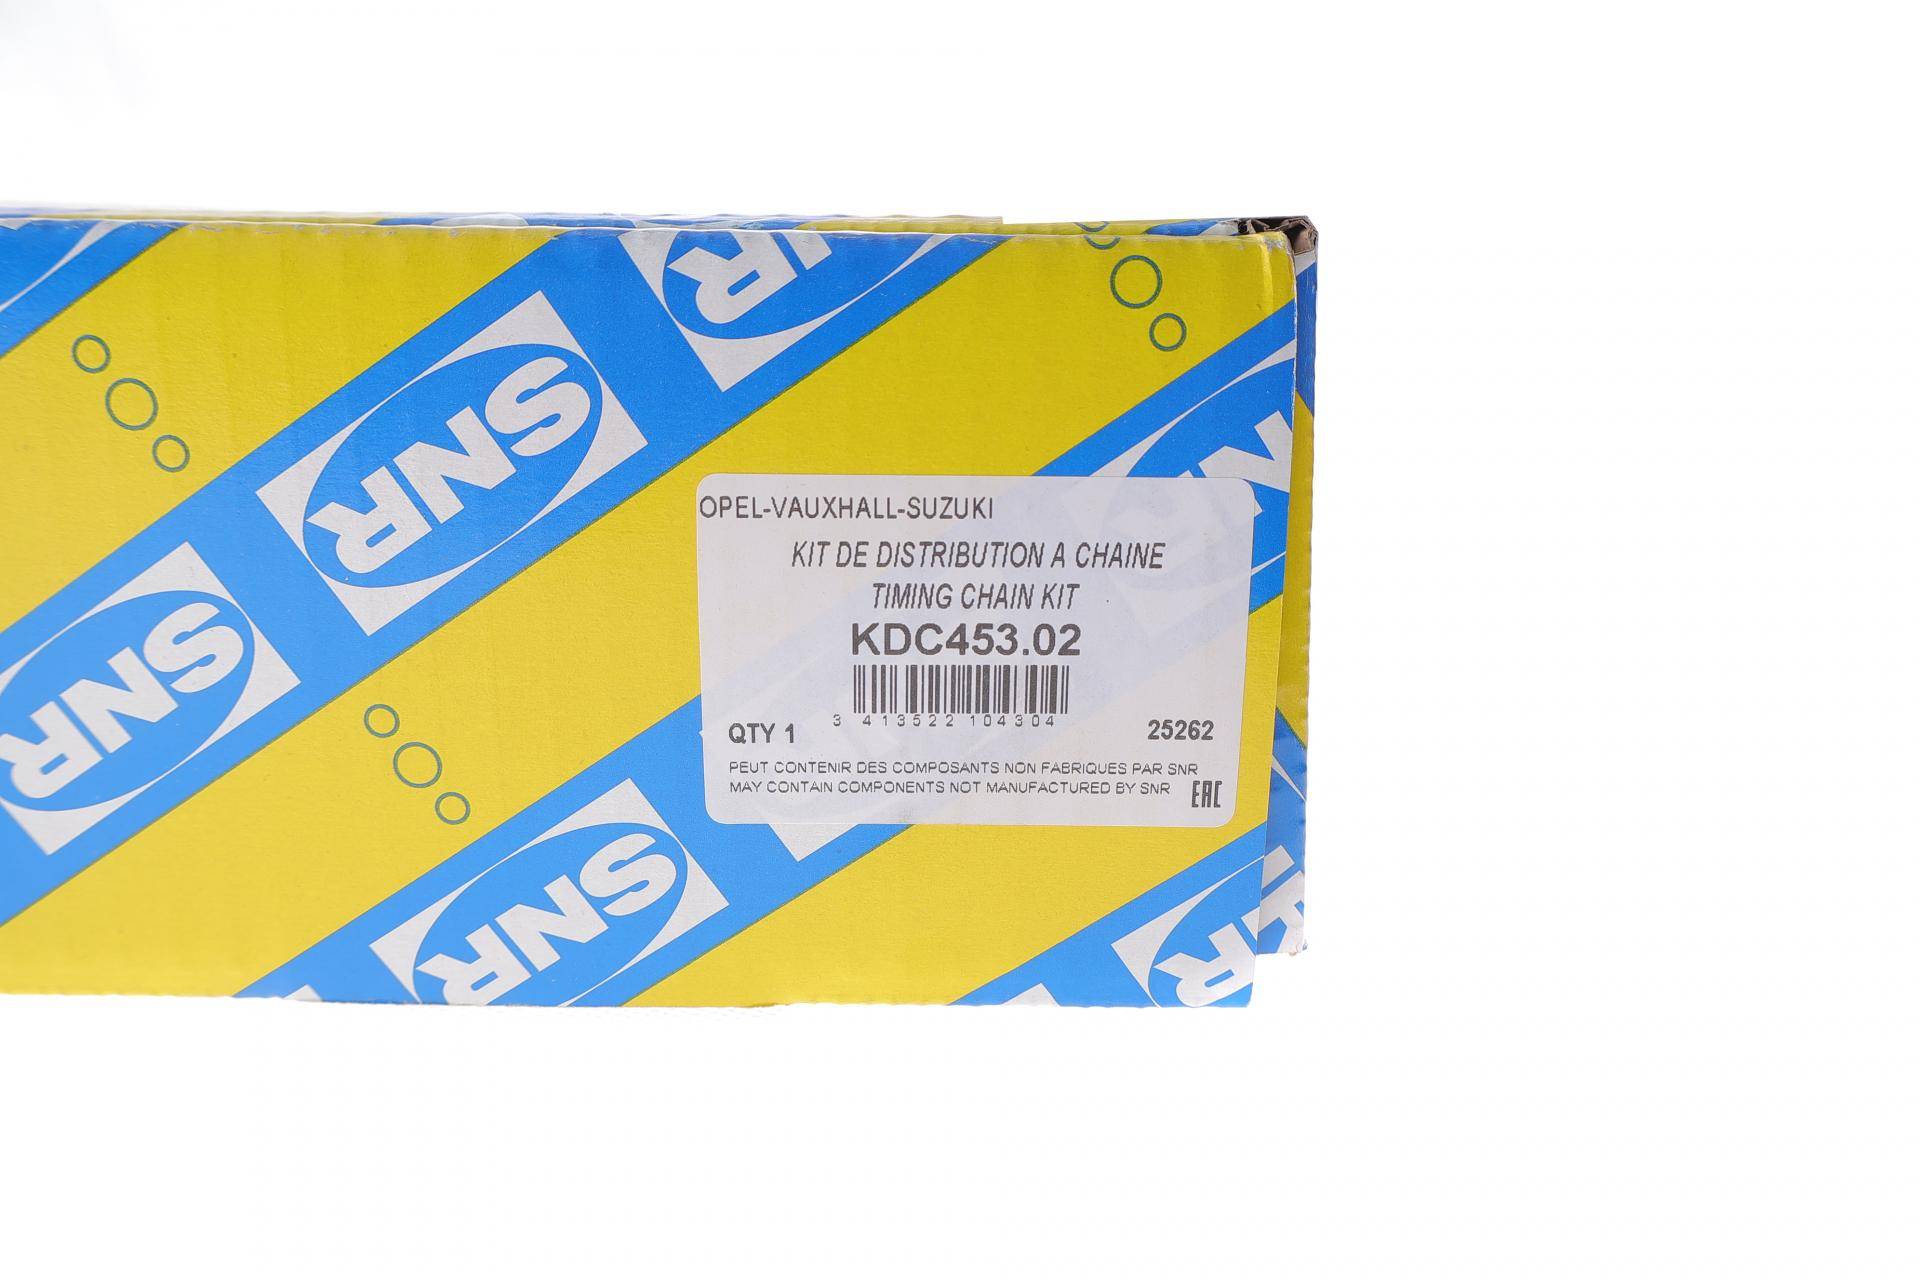 SNR
SNR
SNR
SNR
OPEL-VAUXHALL-SUZUKI
KIT DE DISTRIBUTION A CHAINE
TIMING CHAIN KIT
KDC453.02
3 413522 104304
QTY 1
25262
PEUT CONTENIR DES COMPOSANTS NON FABRIQUES PAR SNR
MAY CONTAIN COMPONENTS NOT MANUFACTURED BY SNR
EAC